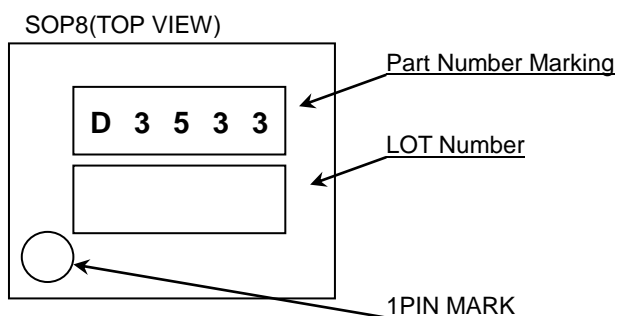 SOP8(TOP VIEW)
Part Number Marking
D 3 5 3 3
LOT Number
1PIN MARK